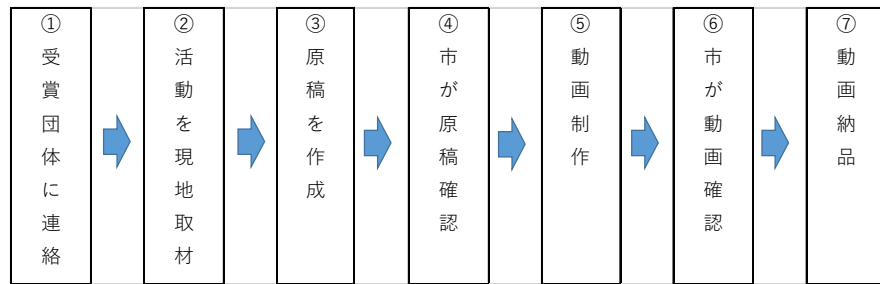 ①受賞団体に連絡
②活動を現地取材
③原稿を作成
④市が原稿確認
⑤動画制作
⑥市が動画確認
⑦動画納品